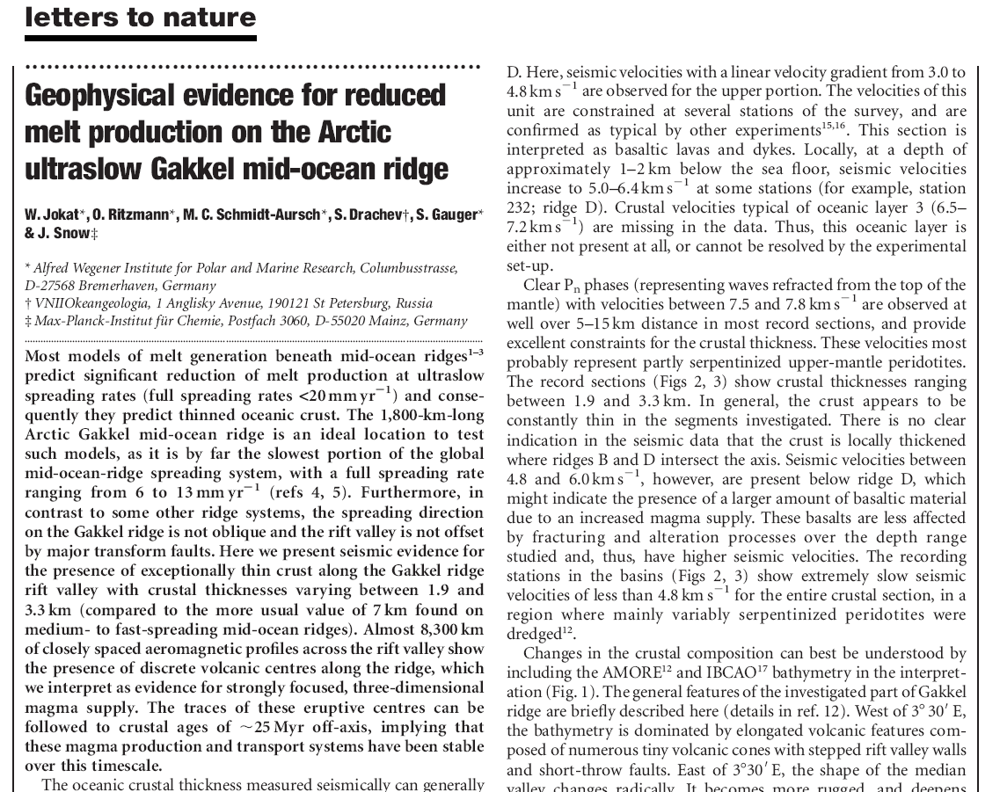 letters to nature
Geophysical evidence for reduced
melt production on the Arctic
ultraslow Gakkel mid-ocean ridge
W. Jokat*, O. Ritzmann*, M. C. Schmidt-Aursch*, S. Drachev†, S. Gauger*
& J. Snow‡
* Alfred Wegener Institute for Polar and Marine Research, Columbusstrasse,
D-27568 Bremerhaven, Germany
† VNIIOkeangeologia, 1 Anglisky Avenue, 190121 St Petersburg, Russia
‡ Max-Planck-Institut für Chemie, Postfach 3060, D-55020 Mainz, Germany
Most models of melt generation beneath mid-ocean ridges¹⁻³
predict significant reduction of melt production at ultraslow
spreading rates (full spreading rates <20 mm yr⁻¹) and conse-
quently they predict thinned oceanic crust. The 1,800-km-long
Arctic Gakkel mid-ocean ridge is an ideal location to test
such models, as it is by far the slowest portion of the global
mid-ocean-ridge spreading system, with a full spreading rate
ranging from 6 to 13 mm yr⁻¹ (refs 4, 5). Furthermore, in
contrast to some other ridge systems, the spreading direction
on the Gakkel ridge is not oblique and the rift valley is not offset
by major transform faults. Here we present seismic evidence for
the presence of exceptionally thin crust along the Gakkel ridge
rift valley with crustal thicknesses varying between 1.9 and
3.3 km (compared to the more usual value of 7 km found on
medium- to fast-spreading mid-ocean ridges). Almost 8,300 km
of closely spaced aeromagnetic profiles across the rift valley show
the presence of discrete volcanic centres along the ridge, which
we interpret as evidence for strongly focused, three-dimensional
magma supply. The traces of these eruptive centres can be
followed to crustal ages of ~25 Myr off-axis, implying that
these magma production and transport systems have been stable
over this timescale.
The oceanic crustal thickness measured seismically can generally
D. Here, seismic velocities with a linear velocity gradient from 3.0 to
4.8 km s⁻¹ are observed for the upper portion. The velocities of this
unit are constrained at several stations of the survey, and are
confirmed as typical by other experiments¹⁵,¹⁶. This section is
interpreted as basaltic lavas and dykes. Locally, at a depth of
approximately 1–2 km below the sea floor, seismic velocities
increase to 5.0–6.4 km s⁻¹ at some stations (for example, station
232; ridge D). Crustal velocities typical of oceanic layer 3 (6.5–
7.2 km s⁻¹) are missing in the data. Thus, this oceanic layer is
either not present at all, or cannot be resolved by the experimental
set-up.
Clear Pₙ phases (representing waves refracted from the top of the
mantle) with velocities between 7.5 and 7.8 km s⁻¹ are observed at
well over 5–15 km distance in most record sections, and provide
excellent constraints for the crustal thickness. These velocities most
probably represent partly serpentinized upper-mantle peridotites.
The record sections (Figs 2, 3) show crustal thicknesses ranging
between 1.9 and 3.3 km. In general, the crust appears to be
constantly thin in the segments investigated. There is no clear
indication in the seismic data that the crust is locally thickened
where ridges B and D intersect the axis. Seismic velocities between
4.8 and 6.0 km s⁻¹, however, are present below ridge D, which
might indicate the presence of a larger amount of basaltic material
due to an increased magma supply. These basalts are less affected
by fracturing and alteration processes over the depth range
studied and, thus, have higher seismic velocities. The recording
stations in the basins (Figs 2, 3) show extremely slow seismic
velocities of less than 4.8 km s⁻¹ for the entire crustal section, in a
region where mainly variably serpentinized peridotites were
dredged¹².
Changes in the crustal composition can best be understood by
including the AMORE¹² and IBCAO¹⁷ bathymetry in the interpret-
ation (Fig. 1). The general features of the investigated part of Gakkel
ridge are briefly described here (details in ref. 12). West of 3° 30′ E,
the bathymetry is dominated by elongated volcanic features com-
posed of numerous tiny volcanic cones with stepped rift valley walls
and short-throw faults. East of 3°30′ E, the shape of the median
valley changes radically. It becomes more rugged, and deepens